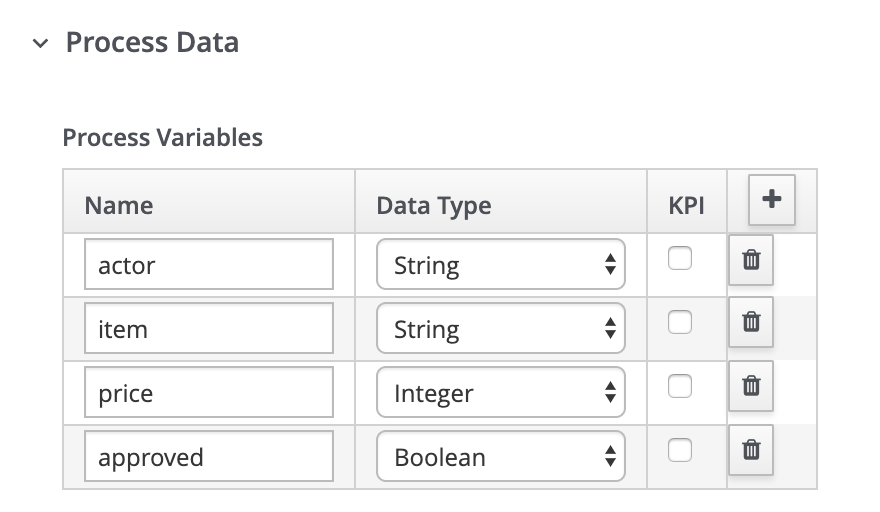 Process Data
Process Variables
Name Data Type KPI
actor String
item String
price Integer
approved Boolean